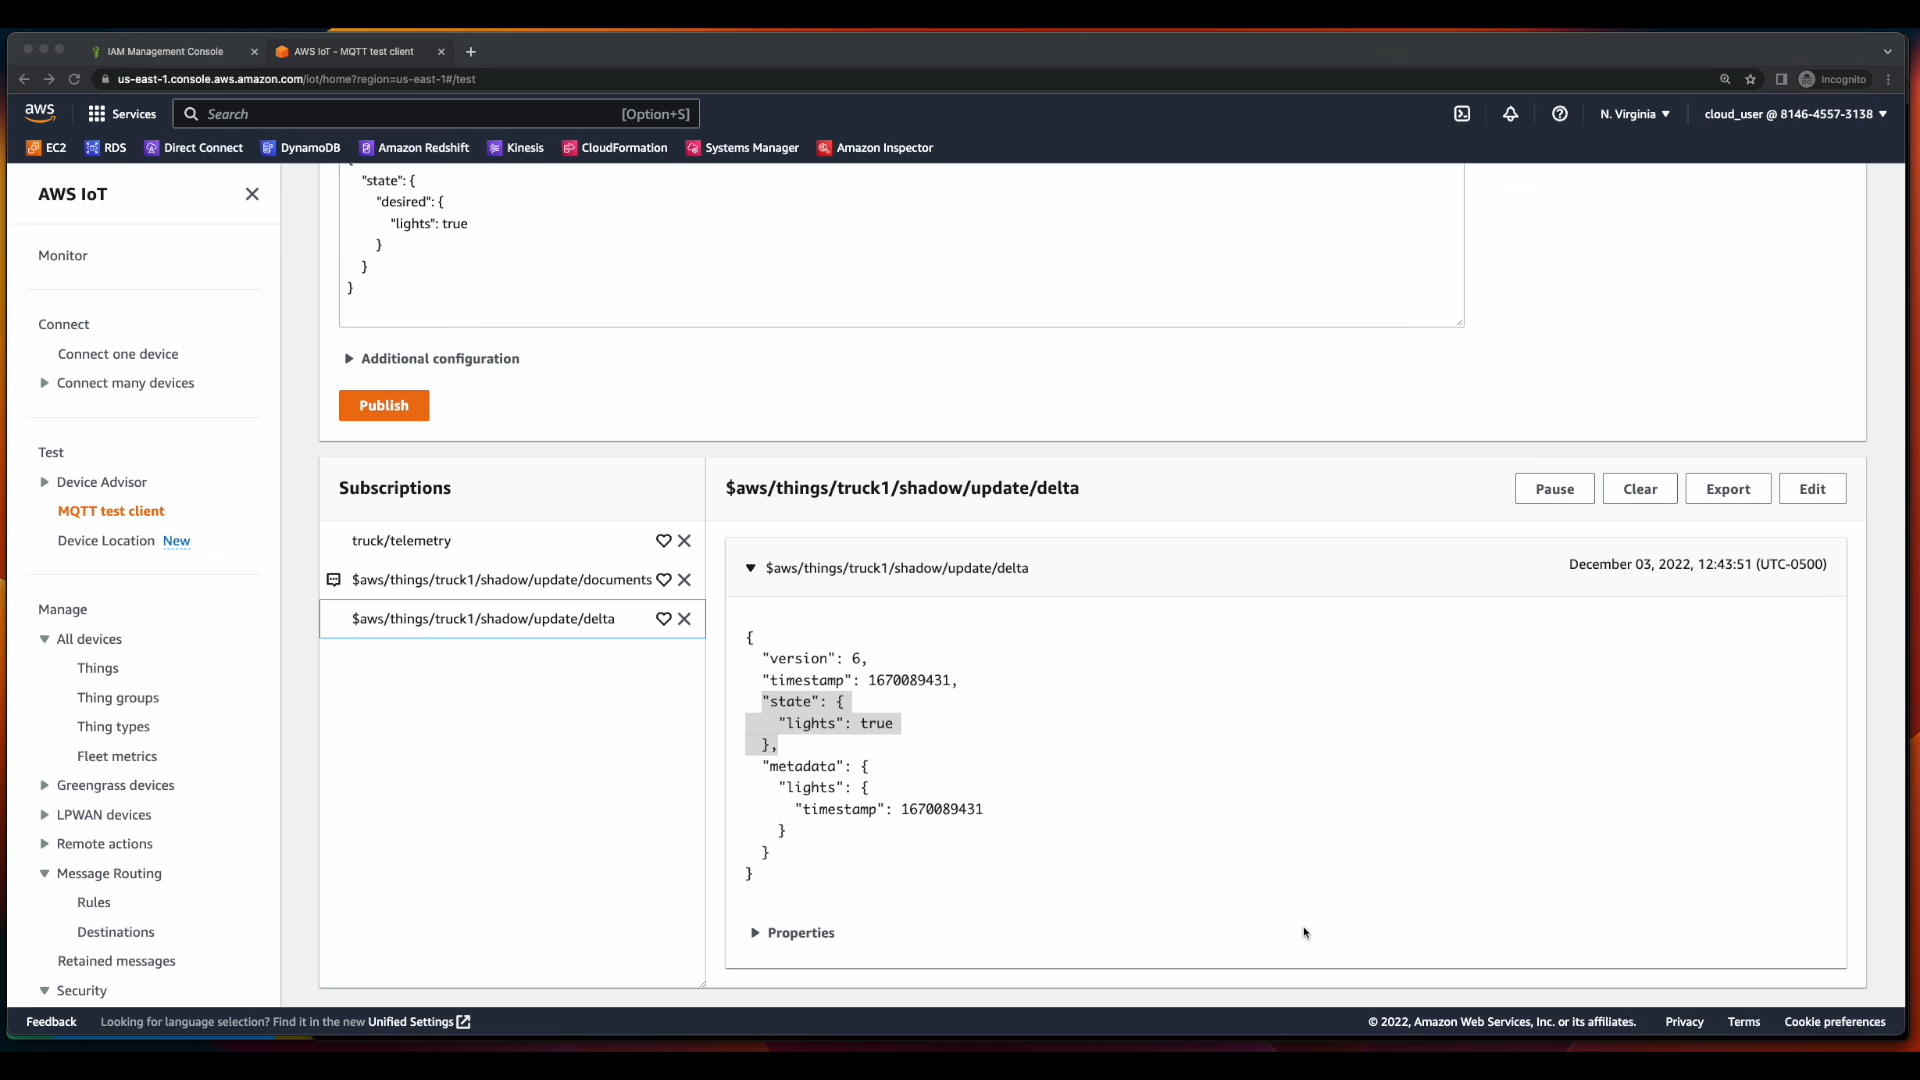 IAM Management Console
AWS IoT - MQTT test client
us-east-1.console.aws.amazon.com/iot/home?region=us-east-1#/test
Incognito
aws
Services
Search
[Option+S]
N. Virginia
cloud_user @ 8146-4557-3138
EC2
RDS
Direct Connect
DynamoDB
Amazon Redshift
Kinesis
CloudFormation
Systems Manager
Amazon Inspector
AWS IoT
Monitor
Connect
Connect one device
Connect many devices
Test
Device Advisor
MQTT test client
Device Location New
Manage
All devices
Things
Thing groups
Thing types
Fleet metrics
Greengrass devices
LPWAN devices
Remote actions
Message Routing
Rules
Destinations
Retained messages
Security
"state": {
"desired": {
"lights": true
}
}
}
Additional configuration
Publish
Subscriptions
truck/telemetry
$aws/things/truck1/shadow/update/documents
$aws/things/truck1/shadow/update/delta
$aws/things/truck1/shadow/update/delta
Pause
Clear
Export
Edit
$aws/things/truck1/shadow/update/delta
December 03, 2022, 12:43:51 (UTC-0500)
{
"version": 6,
"timestamp": 1670089431,
"state": {
"lights": true
},
"metadata": {
"lights": {
"timestamp": 1670089431
}
}
}
Properties
Feedback
Looking for language selection? Find it in the new Unified Settings
© 2022, Amazon Web Services, Inc. or its affiliates.
Privacy
Terms
Cookie preferences